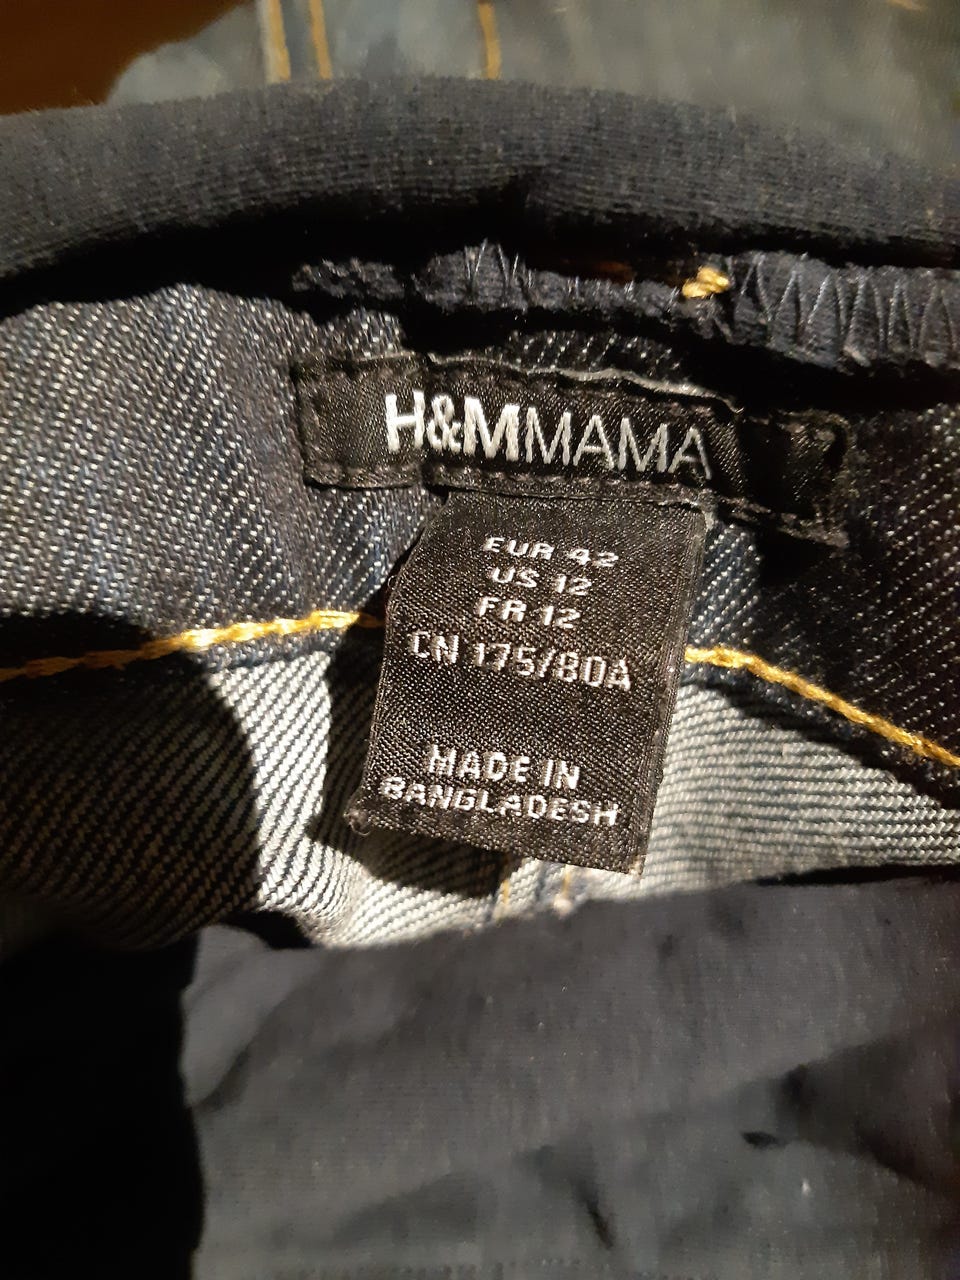 H&MMAMA
EUR 42
US 12
FR 12
CN 175/80A
MADE IN
BANGLADESH